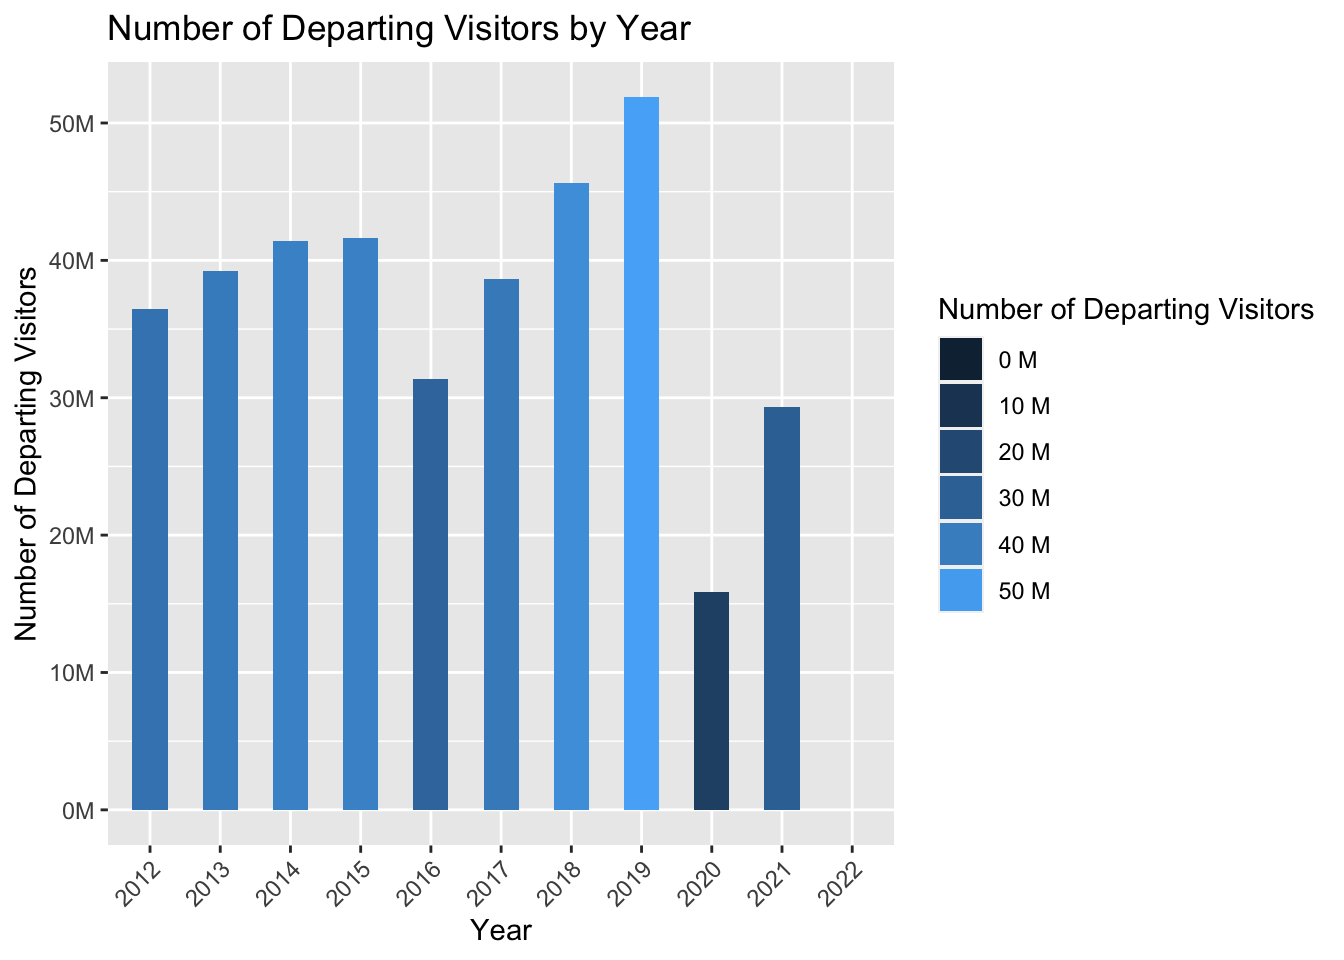 Number of Departing Visitors by Year
Number of Departing Visitors
50M
40M
30M
20M
10M
0M
2012
2013
2014
2015
2016
2017
2018
2019
2020
2021
2022
Year
Number of Departing Visitors
0 M
10 M
20 M
30 M
40 M
50 M